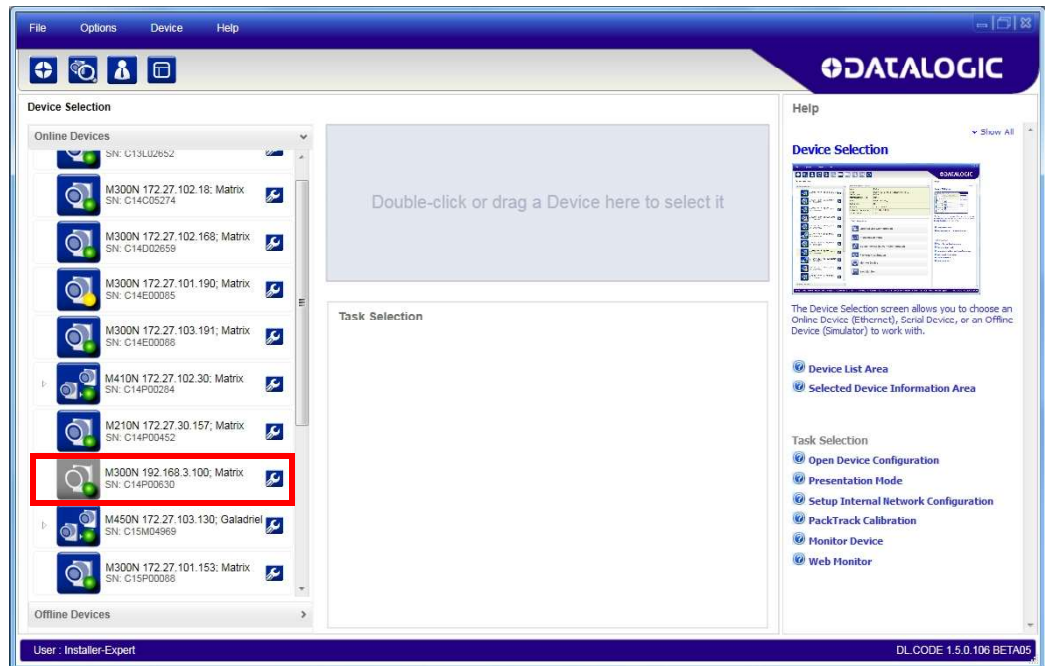 File Options Device Help
DATALOGIC
Device Selection
Online Devices
SN: C13L02652
M300N 172.27.102.18; Matrix
SN: C14C05274
M300N 172.27.102.168; Matrix
SN: C14D02659
M300N 172.27.101.190; Matrix
SN: C14E00085
M300N 172.27.103.191; Matrix
SN: C14E00088
M410N 172.27.102.30; Matrix
SN: C14P00284
M210N 172.27.30.157; Matrix
SN: C14P00452
M300N 192.168.3.100; Matrix
SN: C14P00630
M450N 172.27.103.130; Galadriel
SN: C15M04969
M300N 172.27.101.153; Matrix
SN: C15P00088
Offline Devices
Double-click or drag a Device here to select it
Task Selection
Help
Show All
Device Selection
The Device Selection screen allows you to choose an
Online Device (Ethernet), Serial Device, or an Offline
Device (Simulator) to work with.
Device List Area
Selected Device Information Area
Task Selection
Open Device Configuration
Presentation Mode
Setup Internal Network Configuration
PackTrack Calibration
Monitor Device
Web Monitor
User : Installer-Expert
DL.CODE 1.5.0.106 BETA05